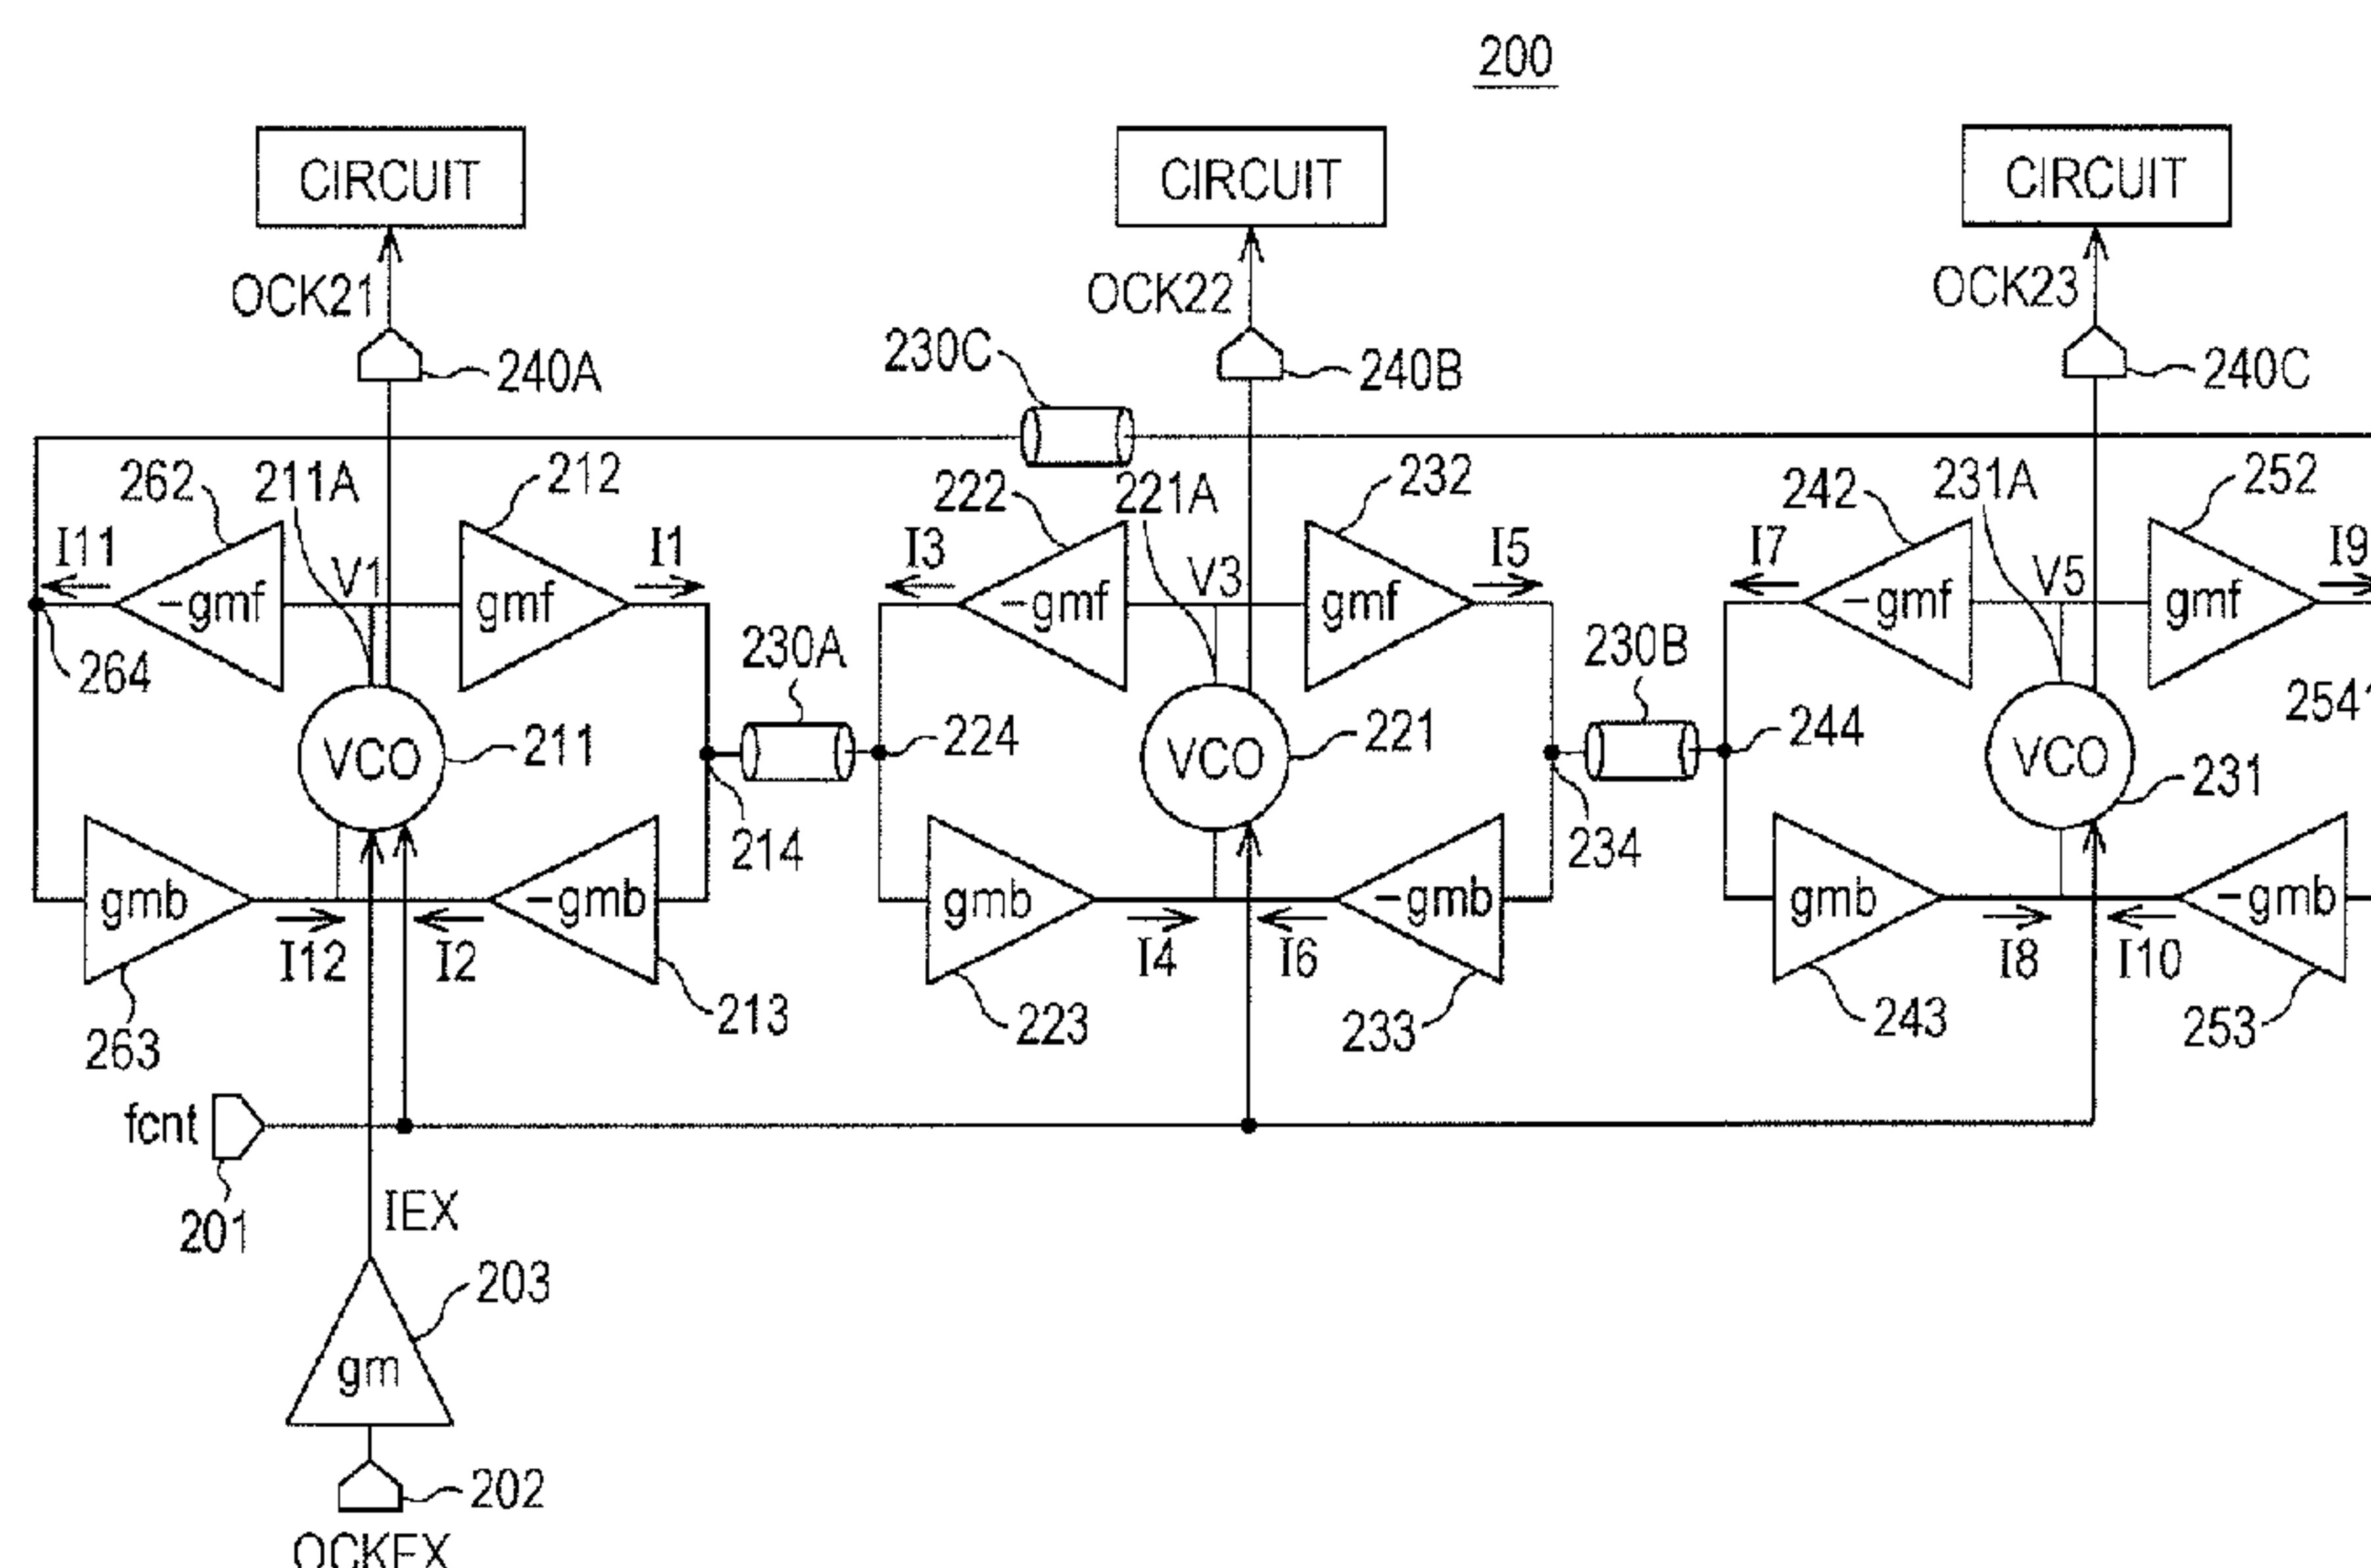 200
CIRCUIT CIRCUIT CIRCUIT
OCK21 OCK22 OCK23
240A 230C 240B 240C
262 211A 212 222 221A 232 242 231A 252
I11 V1 I1 I3 V3 I5 I7 V5 I9
-gmf gmf -gmf gmf -gmf gmf
264 230A 230B 254
VCO 211 224 VCO 221 244 VCO 231
214 234
gmb -gmb gmb -gmb gmb -gmb
I12 I2 I4 I6 I8 I10
263 213 223 233 243 253
fcnt
201
IEX
203
gm
202
OCKEX